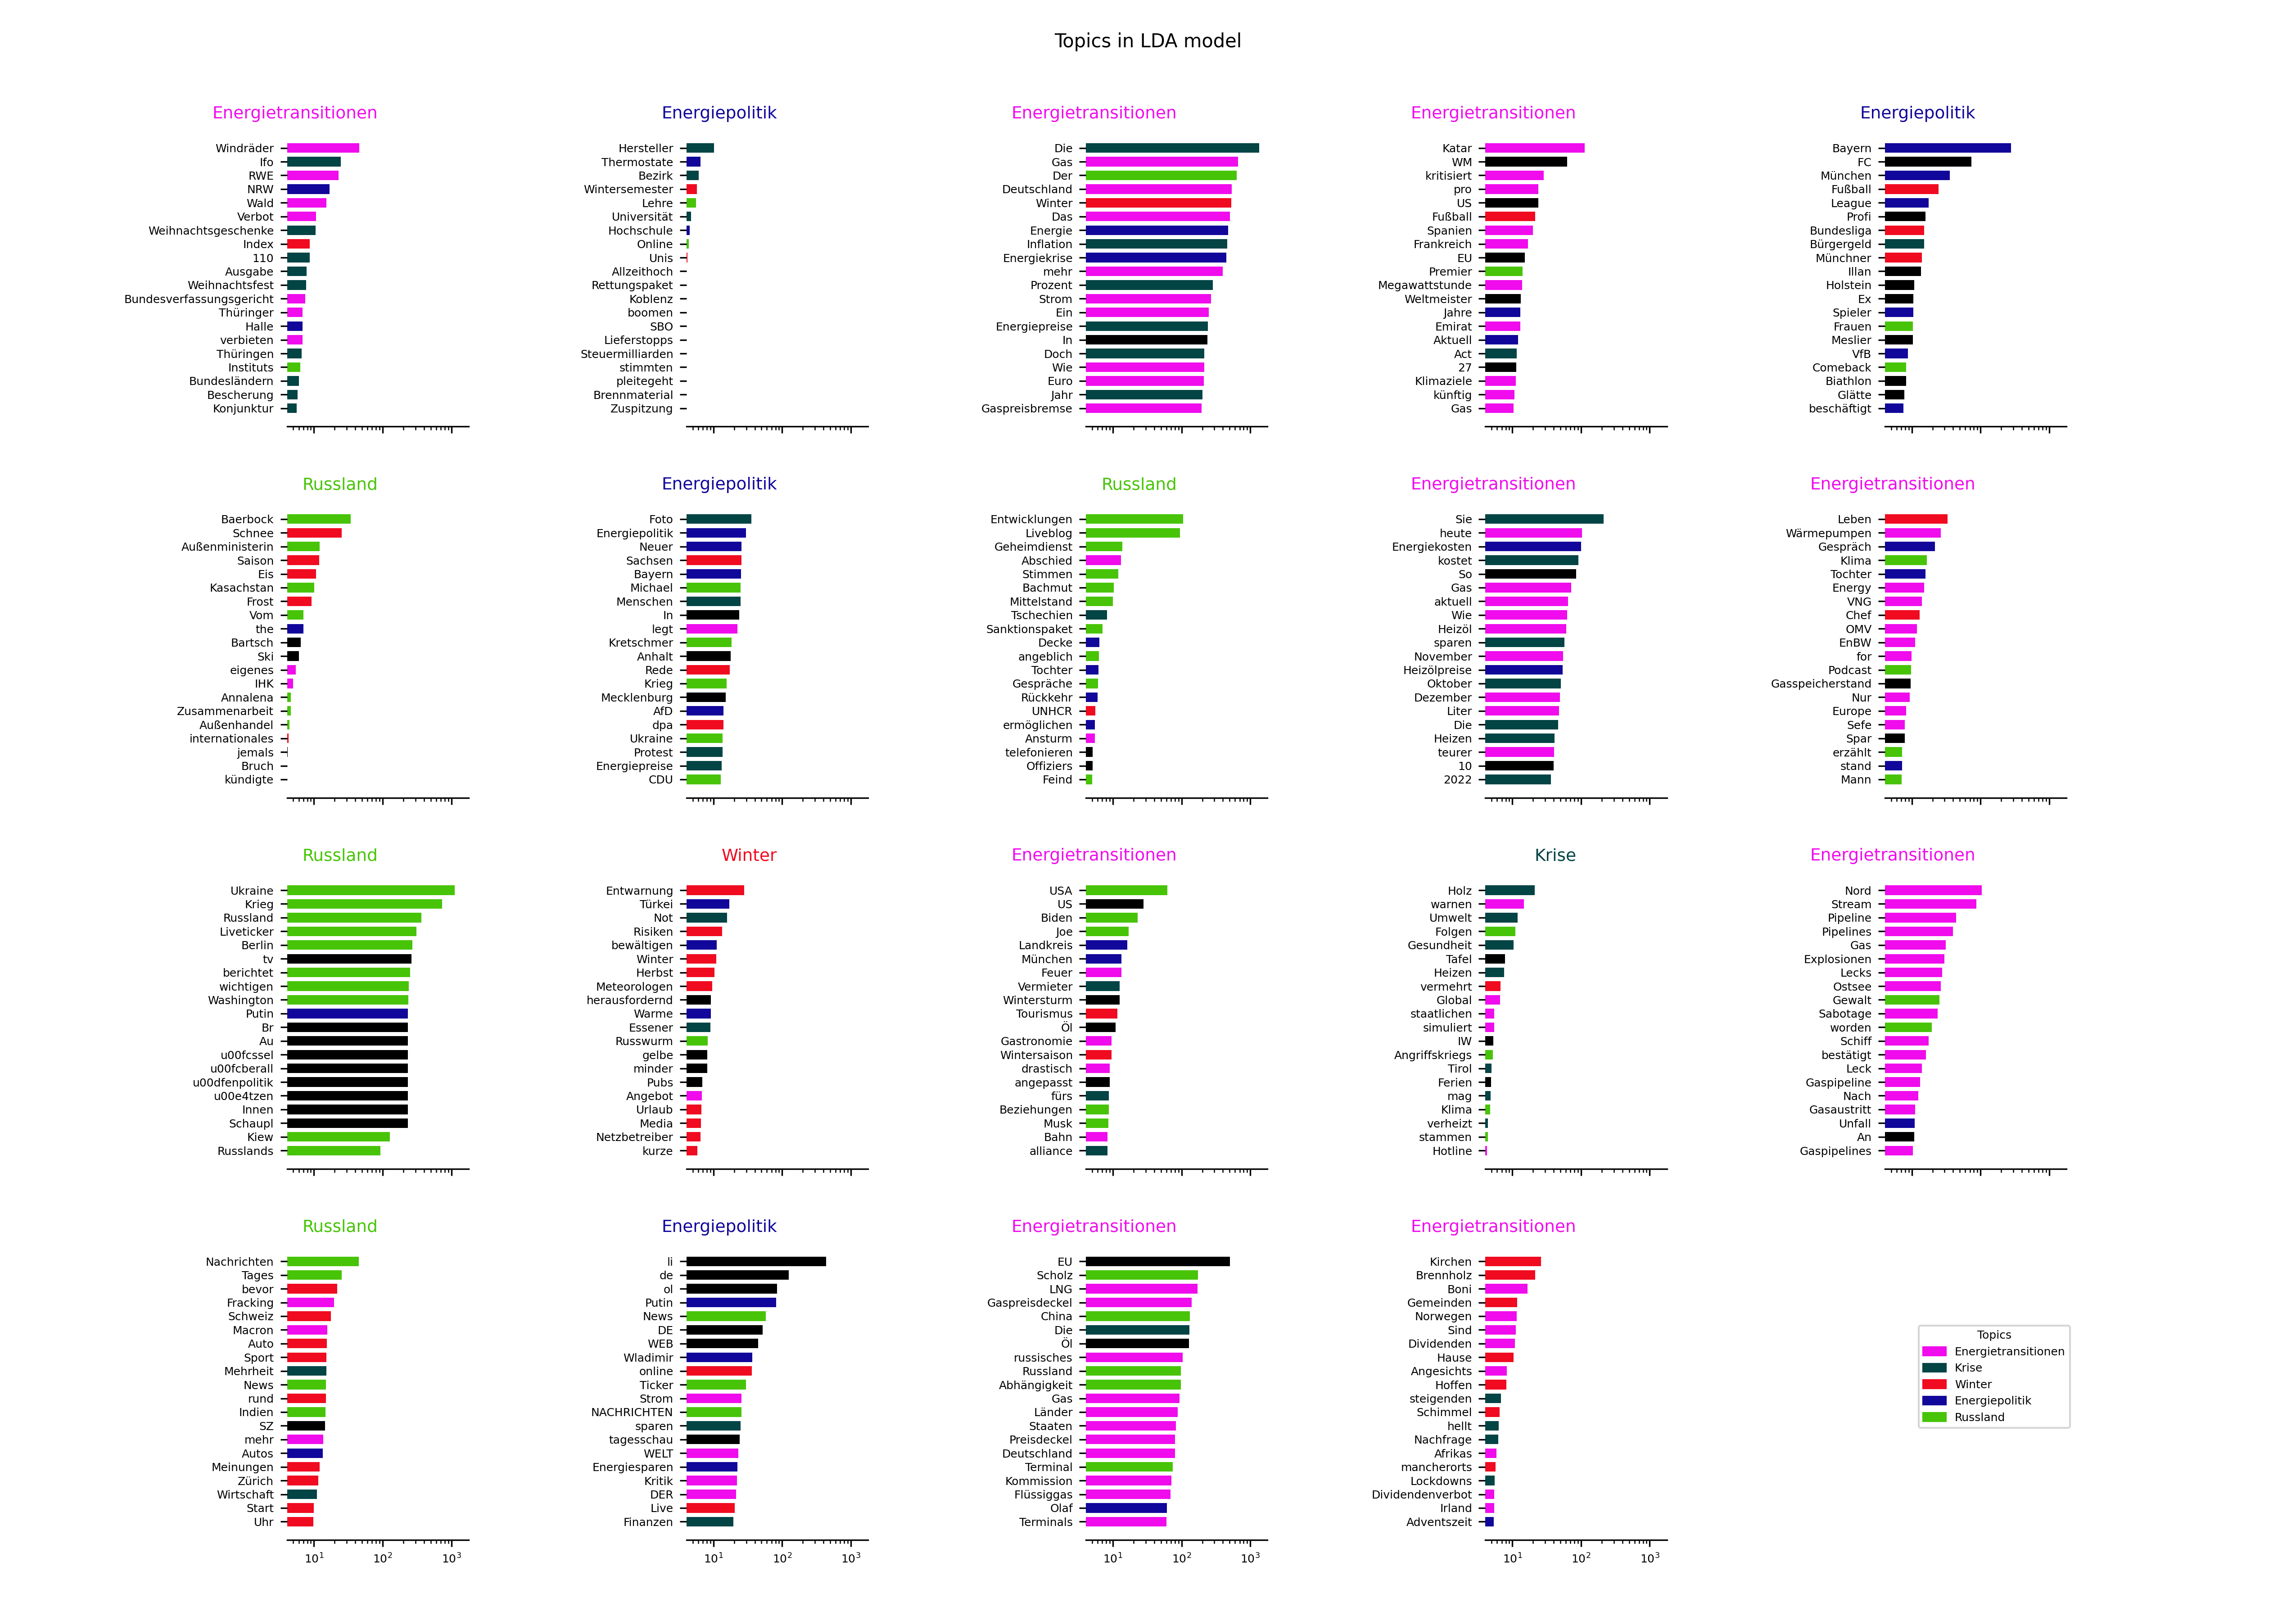 Topics in LDA model
Energietransitionen
Windräder
Ifo
RWE
NRW
Wald
Verbot
Weihnachtsgeschenke
Index
110
Ausgabe
Weihnachtsfest
Bundesverfassungsgericht
Thüringer
Halle
verbieten
Thüringen
Instituts
Bundesländern
Bescherung
Konjunktur
Energiepolitik
Hersteller
Thermostate
Bezirk
Wintersemester
Lehre
Universität
Hochschule
Online
Unis
Allzeithoch
Rettungspaket
Koblenz
boomen
SBO
Lieferstopps
Steuermilliarden
stimmten
pleitegeht
Brennmaterial
Zuspitzung
Energietransitionen
Die
Gas
Der
Deutschland
Winter
Das
Energie
Inflation
Energiekrise
mehr
Prozent
Strom
Ein
Energiepreise
In
Doch
Wie
Euro
Jahr
Gaspreisbremse
Energietransitionen
Katar
WM
kritisiert
pro
US
Fußball
Spanien
Frankreich
EU
Premier
Megawattstunde
Weltmeister
Jahre
Emirat
Aktuell
Act
27
Klimaziele
künftig
Gas
Energiepolitik
Bayern
FC
München
Fußball
League
Profi
Bundesliga
Bürgergeld
Münchner
Illan
Holstein
Ex
Spieler
Frauen
Meslier
VfB
Comeback
Biathlon
Glätte
beschäftigt
Russland
Baerbock
Schnee
Außenministerin
Saison
Eis
Kasachstan
Frost
Vom
the
Bartsch
Ski
eigenes
IHK
Annalena
Zusammenarbeit
Außenhandel
internationales
jemals
Bruch
kündigte
Energiepolitik
Foto
Energiepolitik
Neuer
Sachsen
Bayern
Michael
Menschen
In
legt
Kretschmer
Anhalt
Rede
Krieg
Mecklenburg
AfD
dpa
Ukraine
Protest
Energiepreise
CDU
Russland
Entwicklungen
Liveblog
Geheimdienst
Abschied
Stimmen
Bachmut
Mittelstand
Tschechien
Sanktionspaket
Decke
angeblich
Tochter
Gespräche
Rückkehr
UNHCR
ermöglichen
Ansturm
telefonieren
Offiziers
Feind
Energietransitionen
Sie
heute
Energiekosten
kostet
So
Gas
aktuell
Wie
Heizöl
sparen
November
Heizölpreise
Oktober
Dezember
Liter
Die
Heizen
teurer
10
2022
Energietransitionen
Leben
Wärmepumpen
Gespräch
Klima
Tochter
Energy
VNG
Chef
OMV
EnBW
for
Podcast
Gasspeicherstand
Nur
Europe
Sefe
Spar
erzählt
stand
Mann
Russland
Ukraine
Krieg
Russland
Liveticker
Berlin
tv
berichtet
wichtigen
Washington
Putin
Br
Au
u00fcssel
u00fcberall
u00dfenpolitik
u00e4tzen
Innen
Schaupl
Kiew
Russlands
Winter
Entwarnung
Türkei
Not
Risiken
bewältigen
Winter
Herbst
Meteorologen
herausfordernd
Warme
Essener
Russwurm
gelbe
minder
Pubs
Angebot
Urlaub
Media
Netzbetreiber
kurze
Energietransitionen
USA
US
Biden
Joe
Landkreis
München
Feuer
Vermieter
Wintersturm
Tourismus
Öl
Gastronomie
Wintersaison
drastisch
angepasst
fürs
Beziehungen
Musk
Bahn
alliance
Krise
Holz
warnen
Umwelt
Folgen
Gesundheit
Tafel
Heizen
vermehrt
Global
staatlichen
simuliert
IW
Angriffskriegs
Tirol
Ferien
mag
Klima
verheizt
stammen
Hotline
Energietransitionen
Nord
Stream
Pipeline
Pipelines
Gas
Explosionen
Lecks
Ostsee
Gewalt
Sabotage
worden
Schiff
bestätigt
Leck
Gaspipeline
Nach
Gasaustritt
Unfall
An
Gaspipelines
Russland
Nachrichten
Tages
bevor
Fracking
Schweiz
Macron
Auto
Sport
Mehrheit
News
rund
Indien
SZ
mehr
Autos
Meinungen
Zürich
Wirtschaft
Start
Uhr
10¹ 10² 10³
Energiepolitik
li
de
ol
Putin
News
DE
WEB
Wladimir
online
Ticker
Strom
NACHRICHTEN
sparen
tagesschau
WELT
Energiesparen
Kritik
DER
Live
Finanzen
10¹ 10² 10³
Energietransitionen
EU
Scholz
LNG
Gaspreisdeckel
China
Die
Öl
russisches
Russland
Abhängigkeit
Gas
Länder
Staaten
Preisdeckel
Deutschland
Terminal
Kommission
Flüssiggas
Olaf
Terminals
10¹ 10² 10³
Energietransitionen
Kirchen
Brennholz
Boni
Gemeinden
Norwegen
Sind
Dividenden
Hause
Angesichts
Hoffen
steigenden
Schimmel
hellt
Nachfrage
Afrikas
mancherorts
Lockdowns
Dividendenverbot
Irland
Adventszeit
10¹ 10² 10³
Topics
Energietransitionen
Krise
Winter
Energiepolitik
Russland